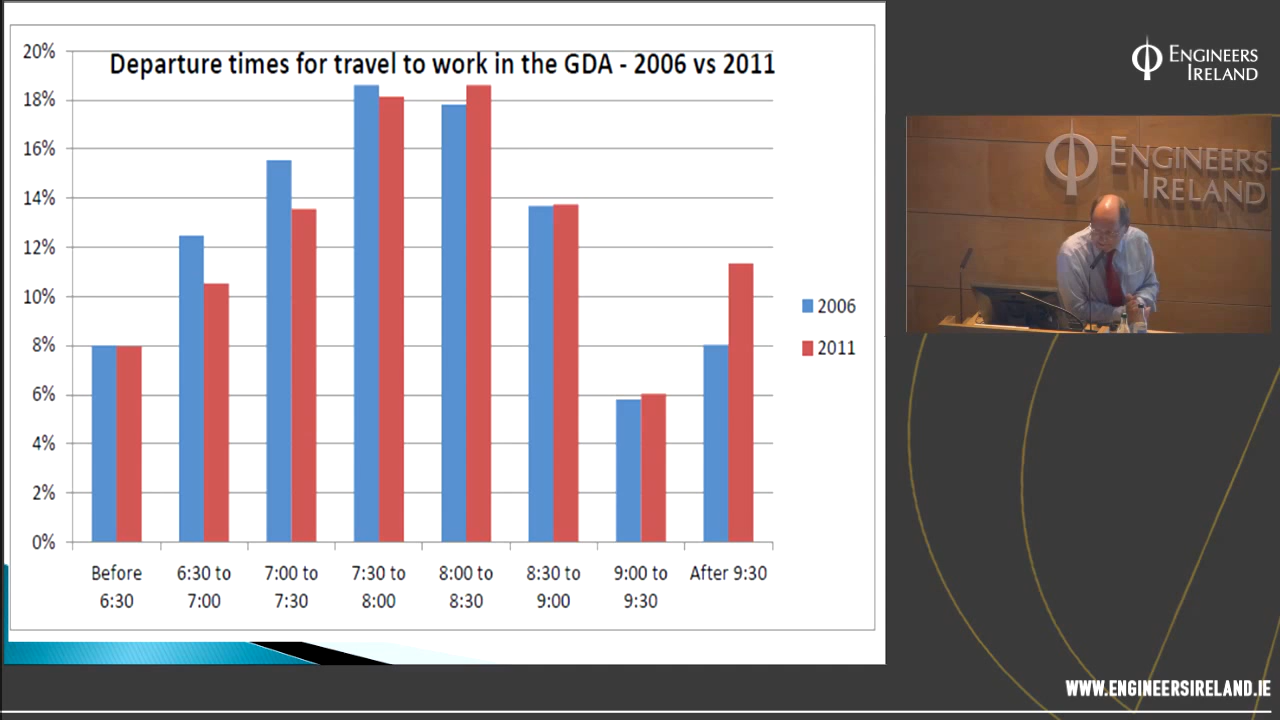 Departure times for travel to work in the GDA - 2006 vs 2011
20%
18%
16%
14%
12%
10%
8%
6%
4%
2%
0%
Before 6:30
6:30 to 7:00
7:00 to 7:30
7:30 to 8:00
8:00 to 8:30
8:30 to 9:00
9:00 to 9:30
After 9:30
2006
2011
ENGINEERS
IRELAND
ENGINEERS
IRELAND
WWW.ENGINEERSIRELAND.IE